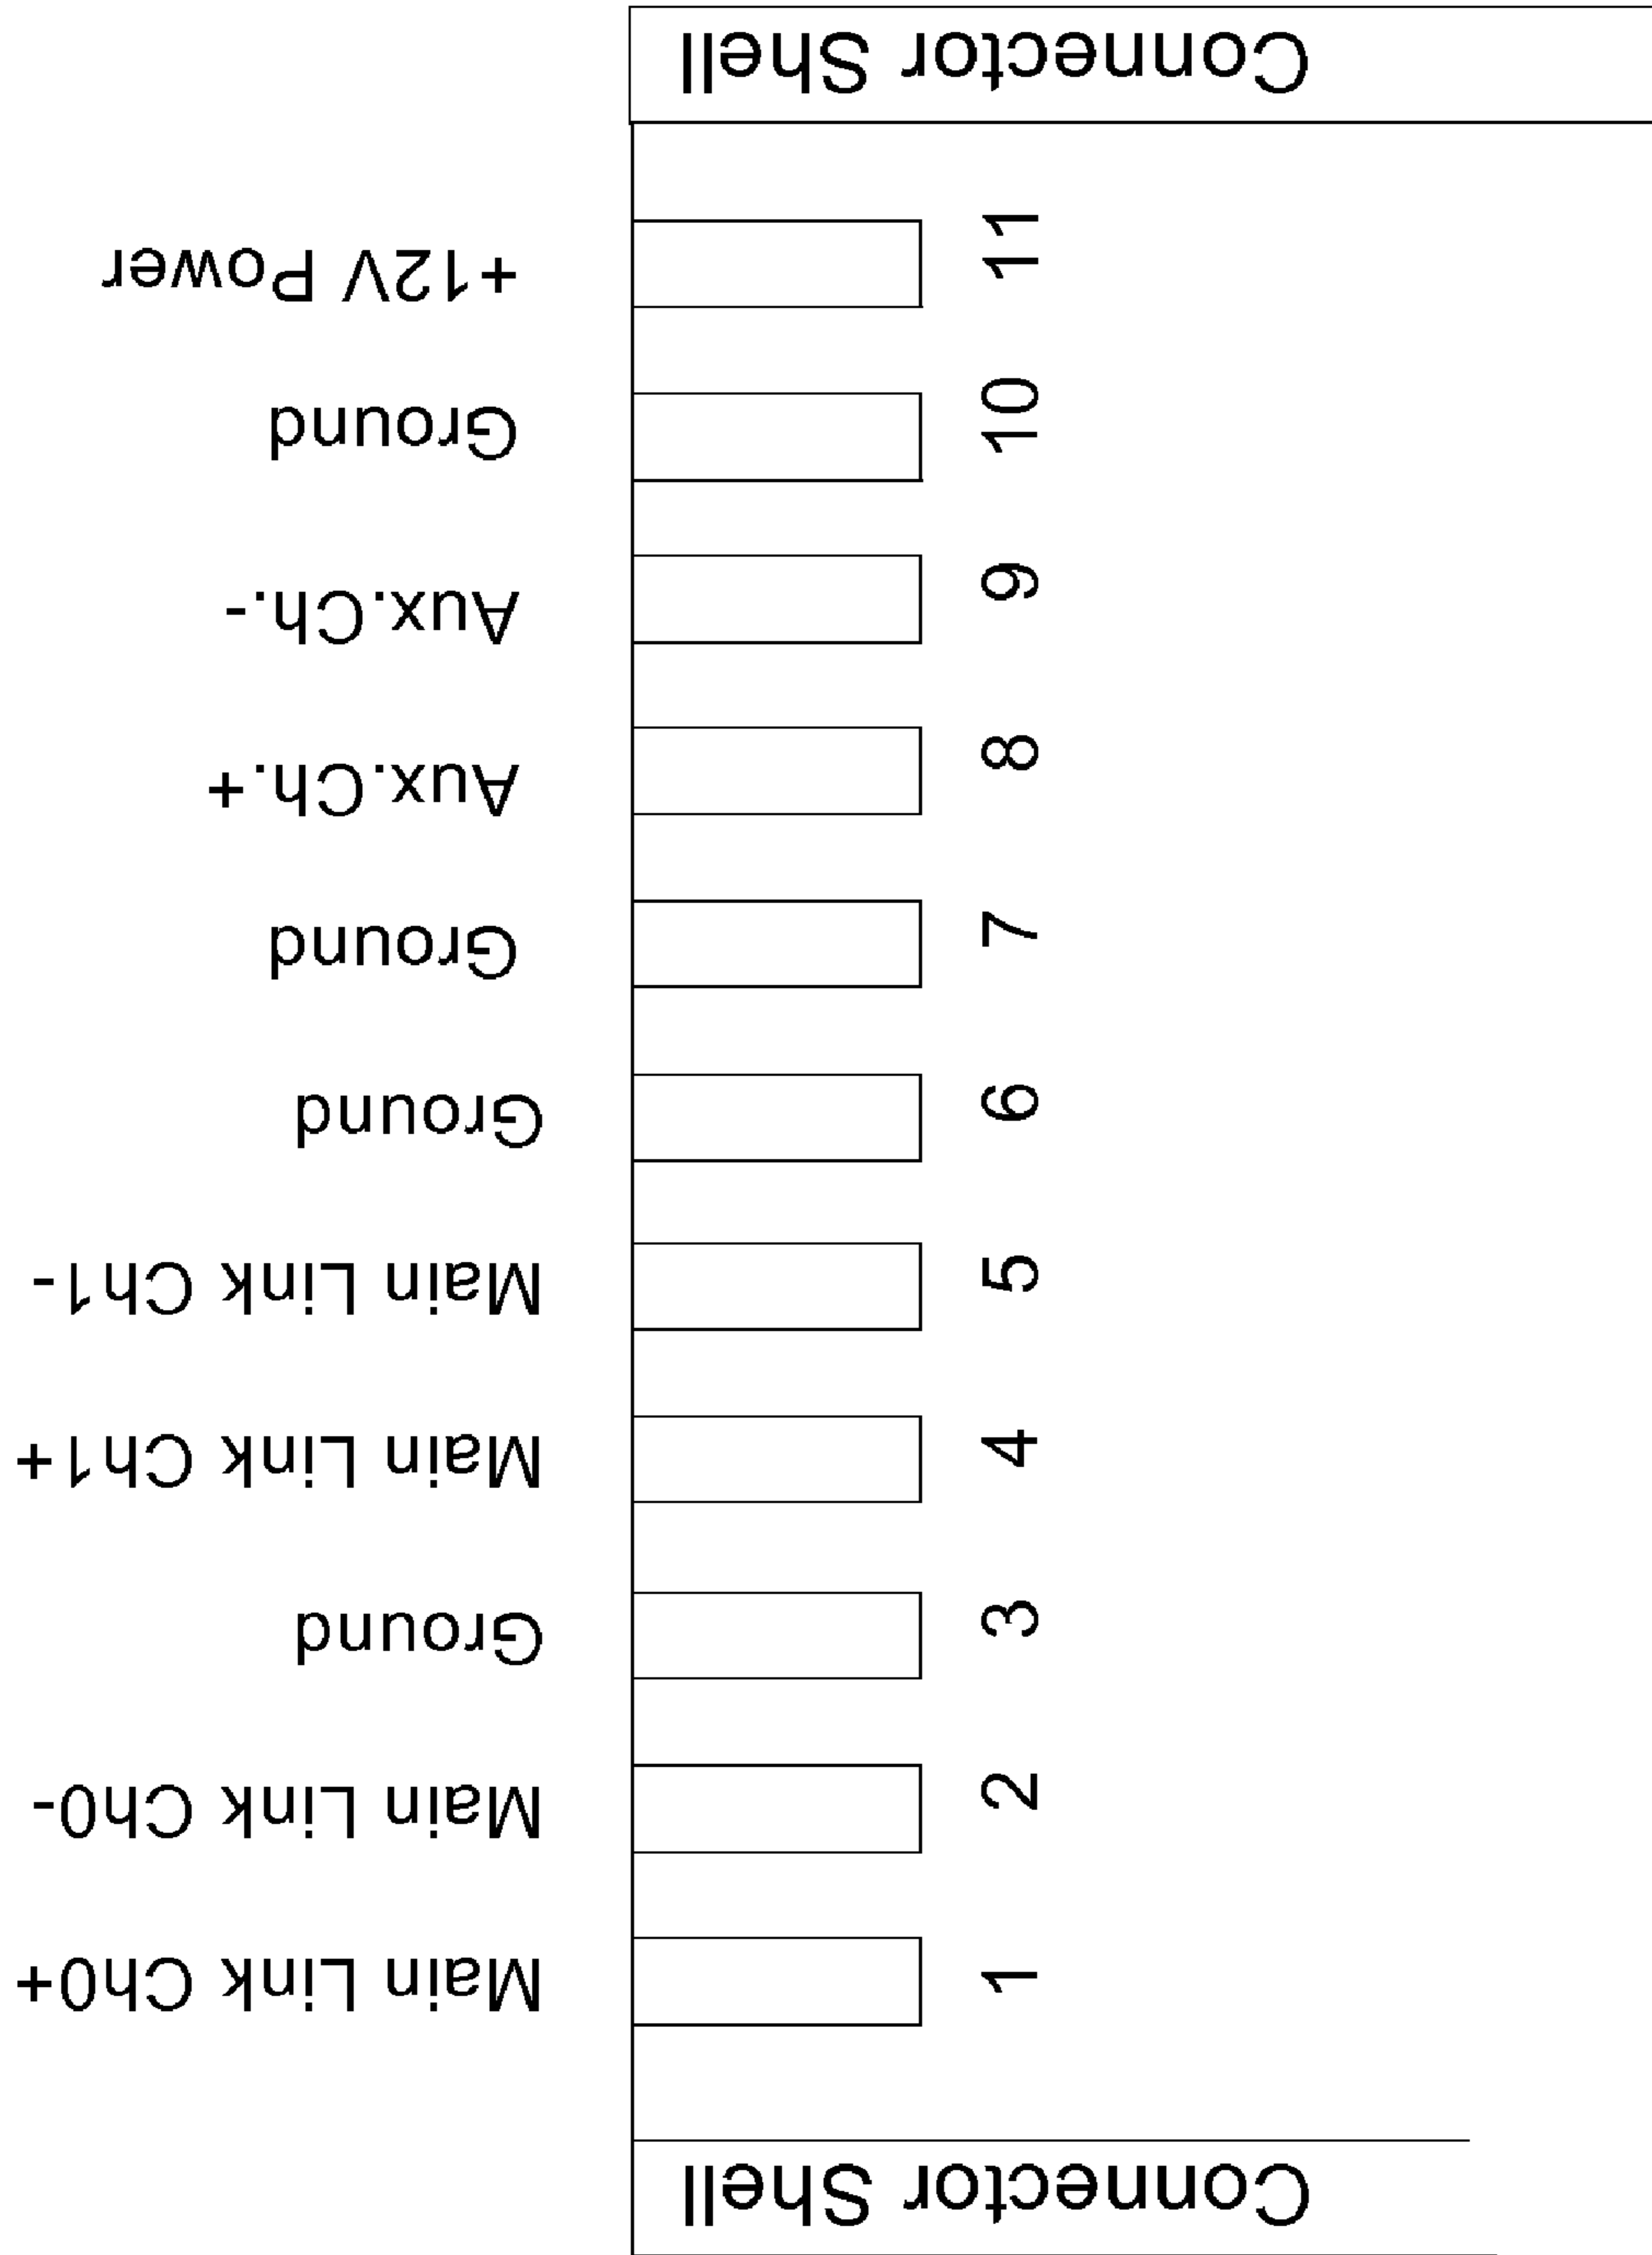 Connector Shell
1 Main Link Ch0+
2 Main Link Ch0-
3 Ground
4 Main Link Ch1+
5 Main Link Ch1-
6 Ground
7 Ground
8 Aux.Ch.+
9 Aux.Ch.-
10 Ground
11 +12V Power
Connector Shell